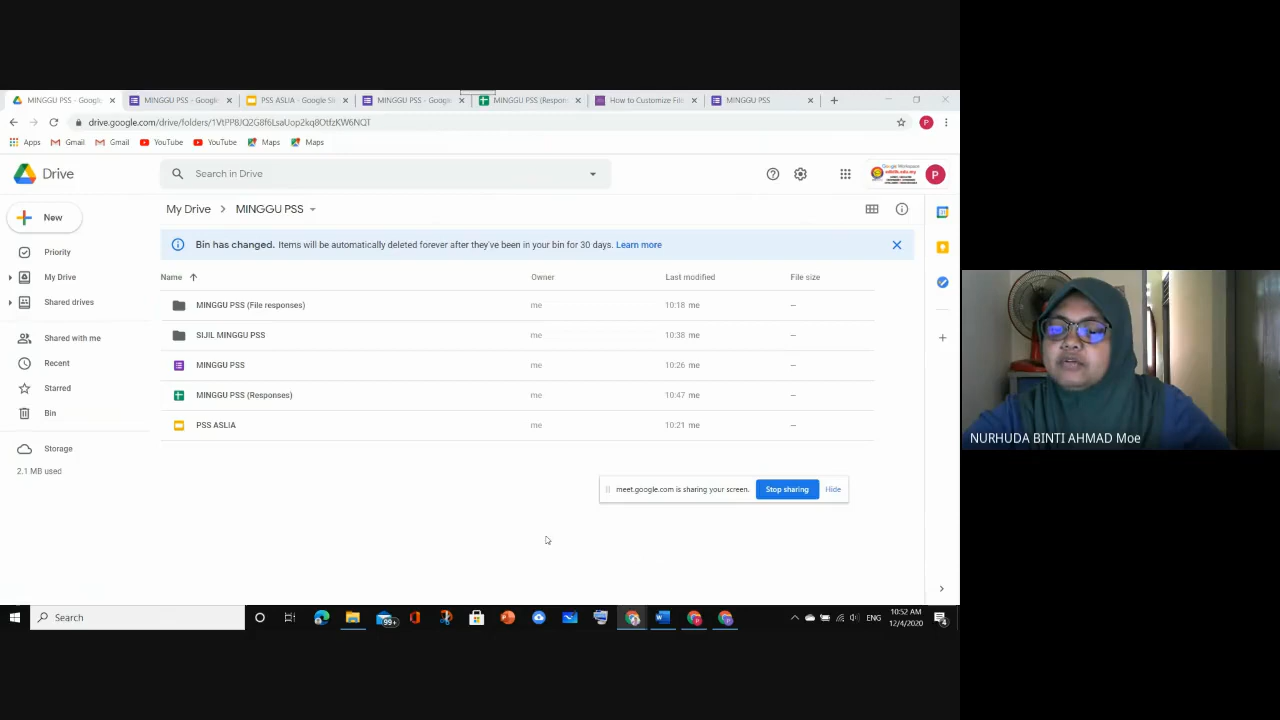 MINGGU PSS - Google
MINGGU PSS - Google
PSS ASLIA - Google Sli
MINGGU PSS - Google
MINGGU PSS (Respon
How to Customize File
MINGGU PSS
drive.google.com/drive/folders/
Apps Gmail Gmail YouTube YouTube Maps Maps
Drive
Search in Drive
P
New
My Drive > MINGGU PSS
Bin has changed. Items will be automatically deleted forever after they've been in your bin for 30 days. Learn more
Name Owner Last modified File size
MINGGU PSS (File responses) me 10:18 me –
SIJIL MINGGU PSS me 10:38 me –
MINGGU PSS me 10:26 me –
MINGGU PSS (Responses) me 10:47 me –
PSS ASLIA me 10:21 me –
Priority
My Drive
Shared drives
Shared with me
Recent
Starred
Bin
Storage
2.1 MB used
meet.google.com is sharing your screen. Stop sharing Hide
NURHUDA BINTI AHMAD Moe
Search
99+
ENG
10:52 AM
12/4/2020
4